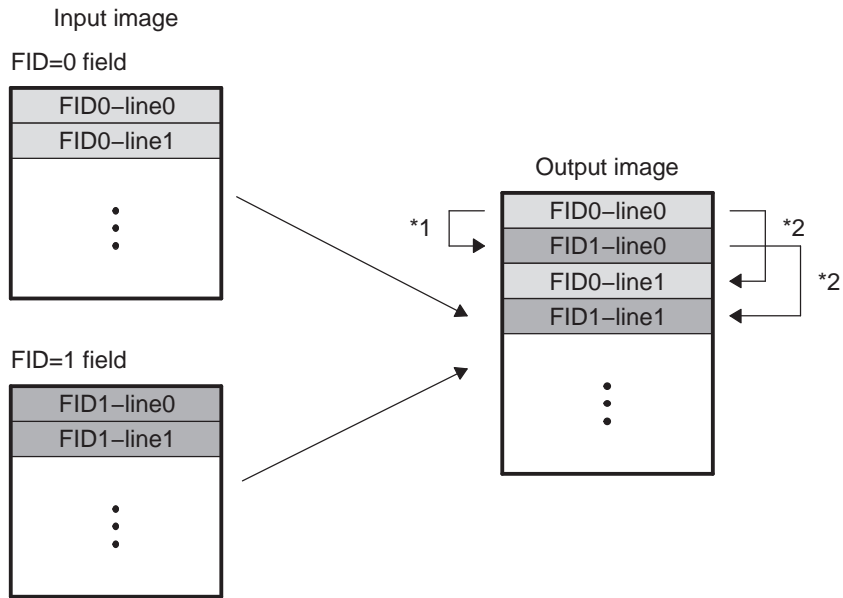 Input image
FID=0 field
FID0−line0
FID0−line1
FID=1 field
FID1−line0
FID1−line1
Output image
FID0−line0
FID1−line0
FID0−line1
FID1−line1
*1
*2
*2